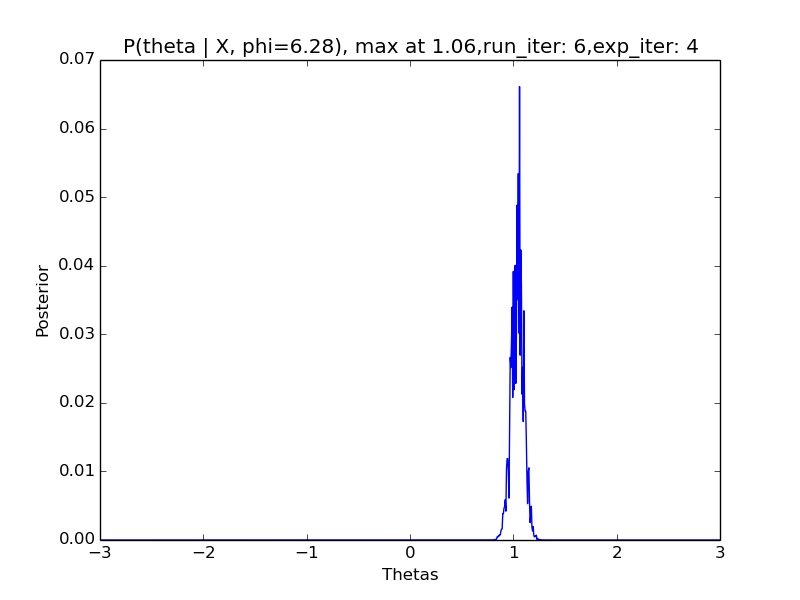 P(theta | X, phi=6.28), max at 1.06,run_iter: 6,exp_iter: 4
0.07
0.06
0.05
0.04
0.03
0.02
0.01
0.00
Posterior
−3 −2 −1 0 1 2 3
Thetas